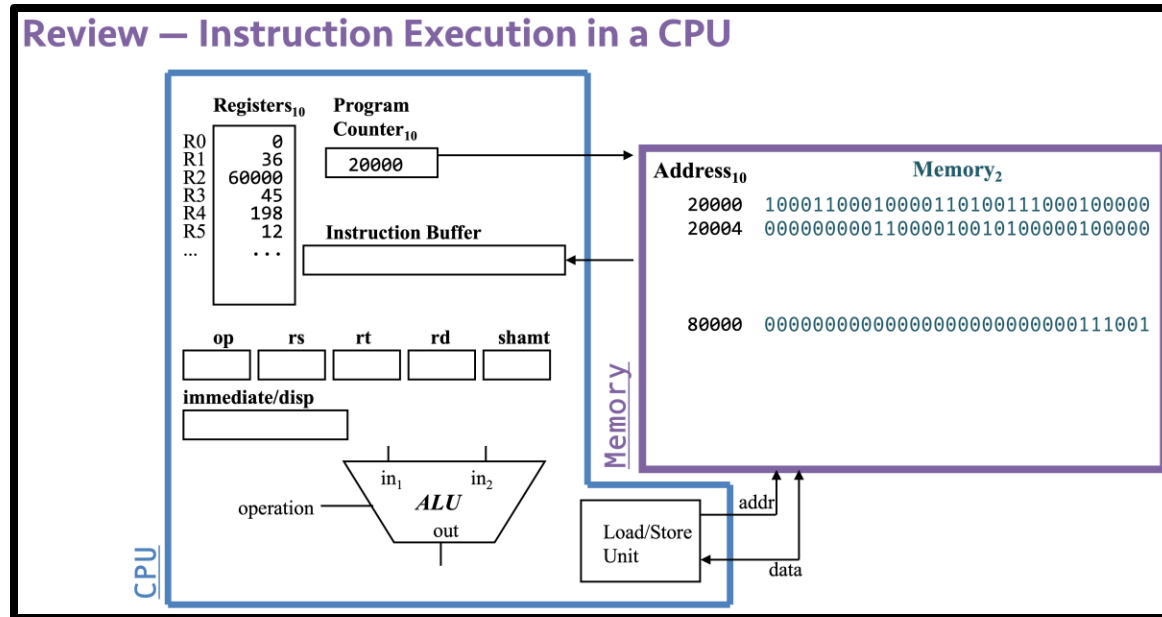 Review — Instruction Execution in a CPU
Registers10
Program
Counter10
R0 0
R1 36
R2 60000
R3 45
R4 198
R5 12
... ...
20000
Instruction Buffer
op rs rt rd shamt
immediate/disp
in1 in2
operation
ALU
out
CPU
Load/Store
Unit
addr
data
Memory
Address10 Memory2
20000 10001100010000110100111000100000
20004 00000000011000010010100000100000
80000 00000000000000000000000000111001